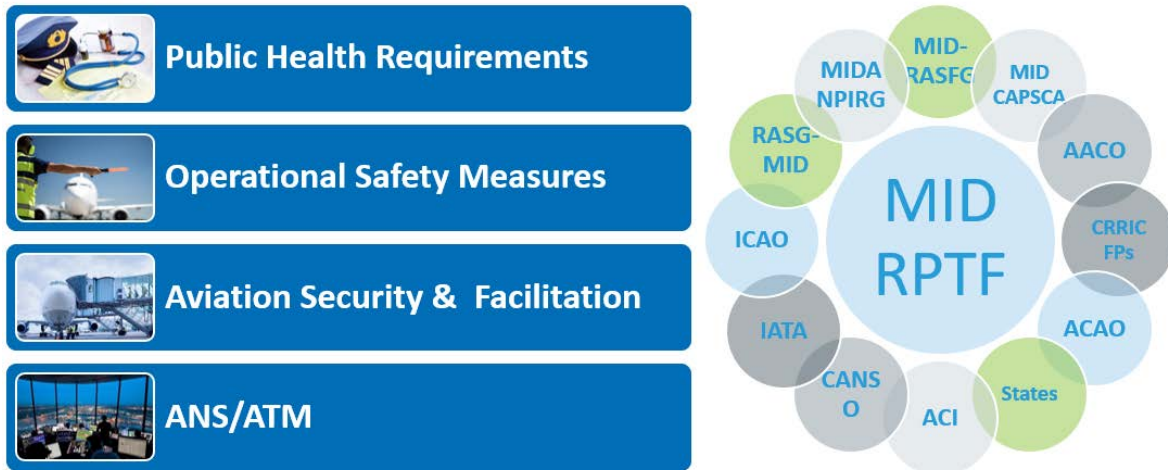 Public Health Requirements
Operational Safety Measures
Aviation Security & Facilitation
ANS/ATM
MID-
RASFG
MID
CAPSCA
AACO
CRRIC
FPs
ACAO
States
ACI
CANS
O
IATA
ICAO
RASG-
MID
MIDA
NPIRG
MID
RPTF